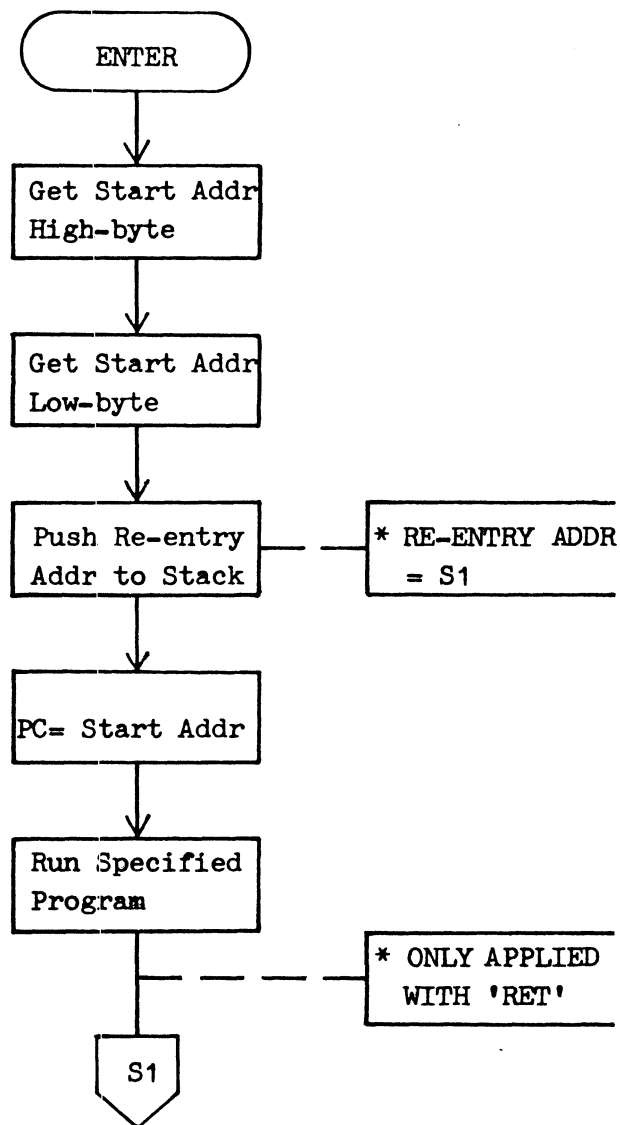 ENTER
Get Start Addr
High-byte
Get Start Addr
Low-byte
Push Re-entry
Addr to Stack
* RE-ENTRY ADDR
= S1
PC= Start Addr
Run Specified
Program
* ONLY APPLIED
WITH 'RET'
S1